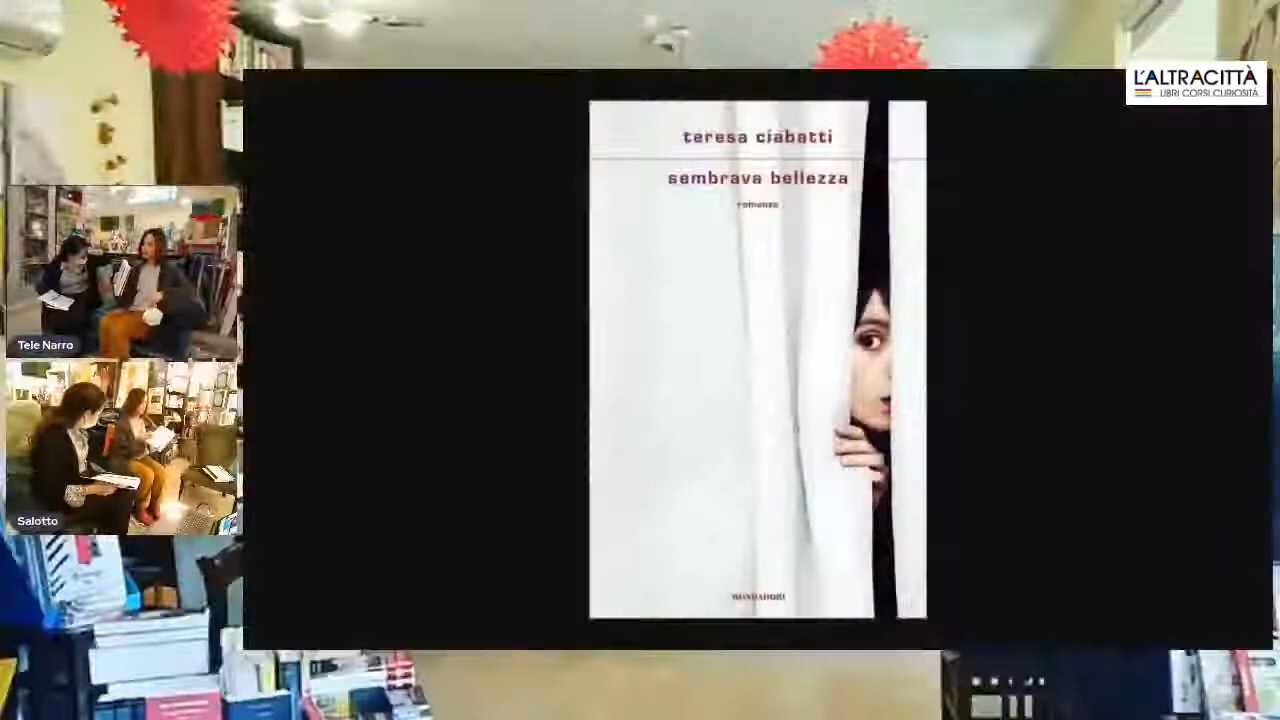 L'ALTRACITTÀ
LIBRI CORSI CURIOSITÀ
teresa ciabatti
sembrava bellezza
romanzo
MONDADORI
Tele Narro
Salotto